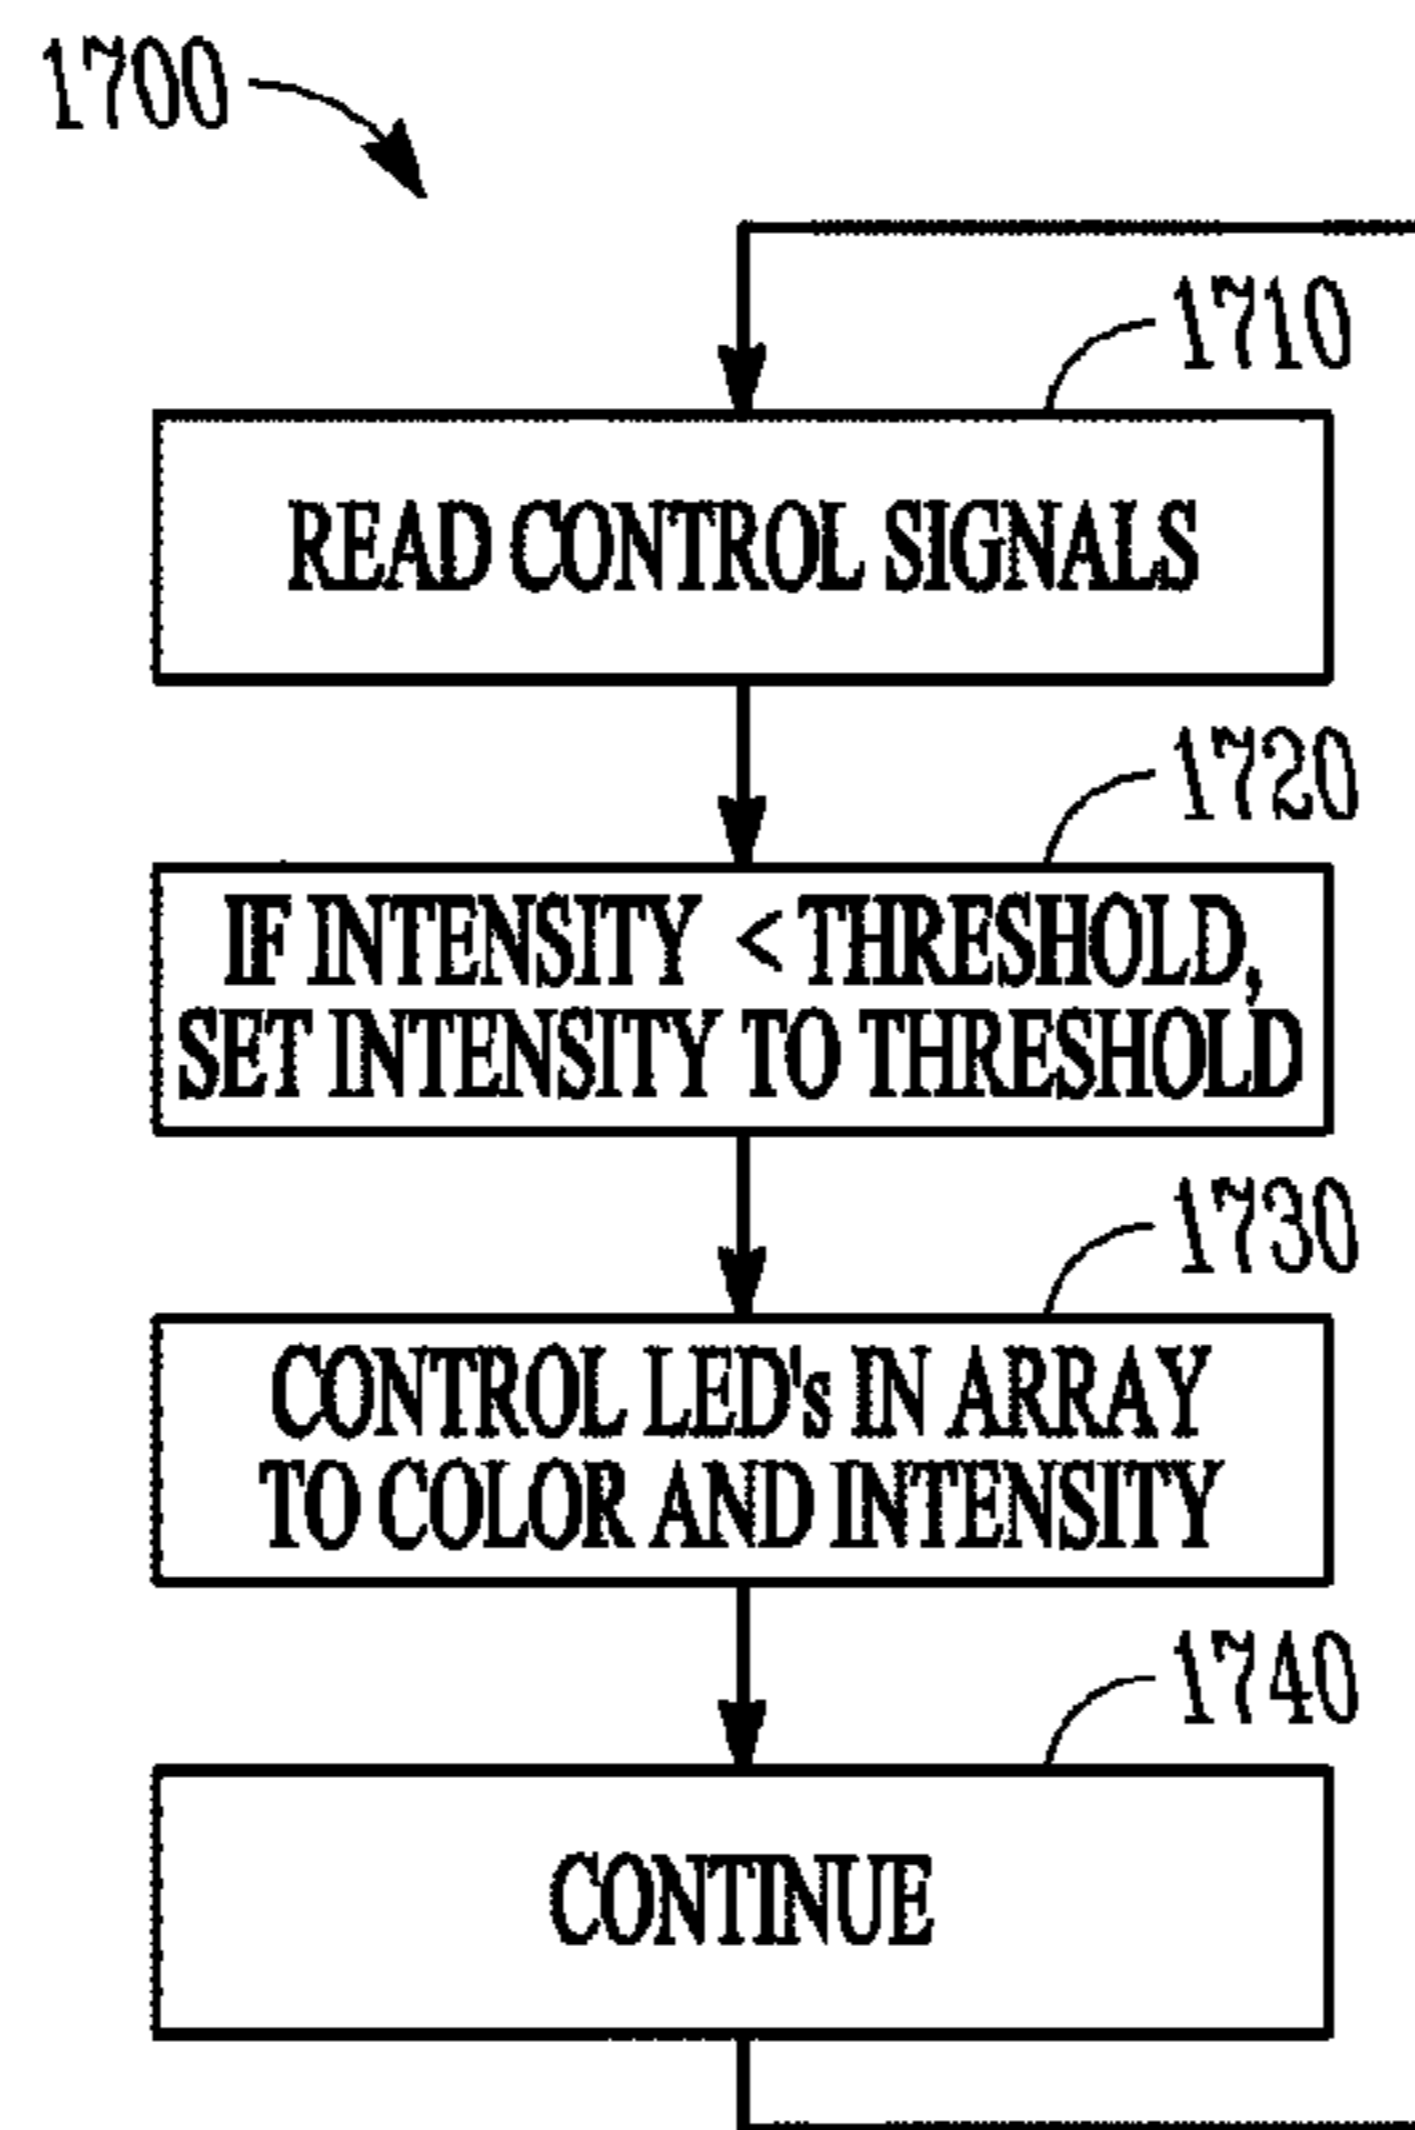 1700
1710
READ CONTROL SIGNALS
1720
IF INTENSITY < THRESHOLD,
SET INTENSITY TO THRESHOLD
1730
CONTROL LED's IN ARRAY
TO COLOR AND INTENSITY
1740
CONTINUE